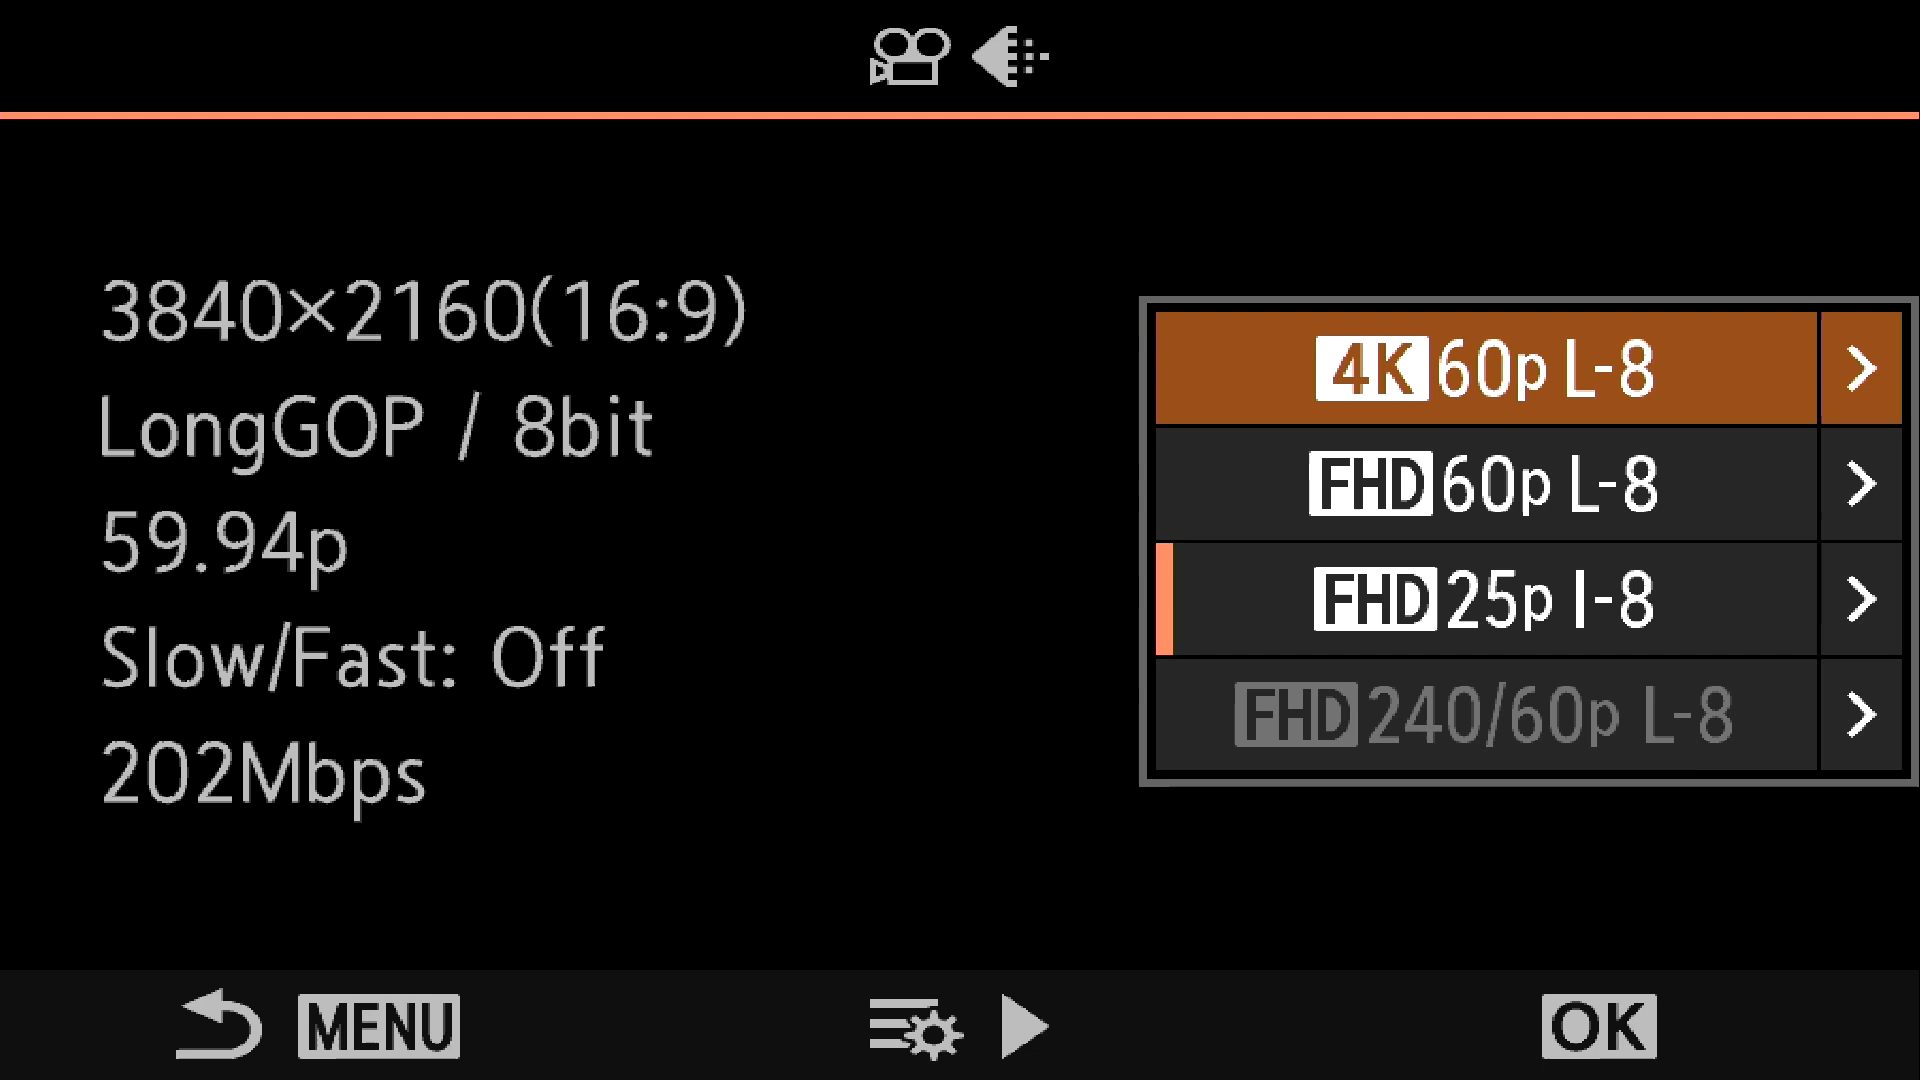 3840×2160(16:9)
LongGOP / 8bit
59.94p
Slow/Fast: Off
202Mbps
4K 60p L-8
FHD 60p L-8
FHD 25p I-8
FHD 240/60p L-8
MENU
OK